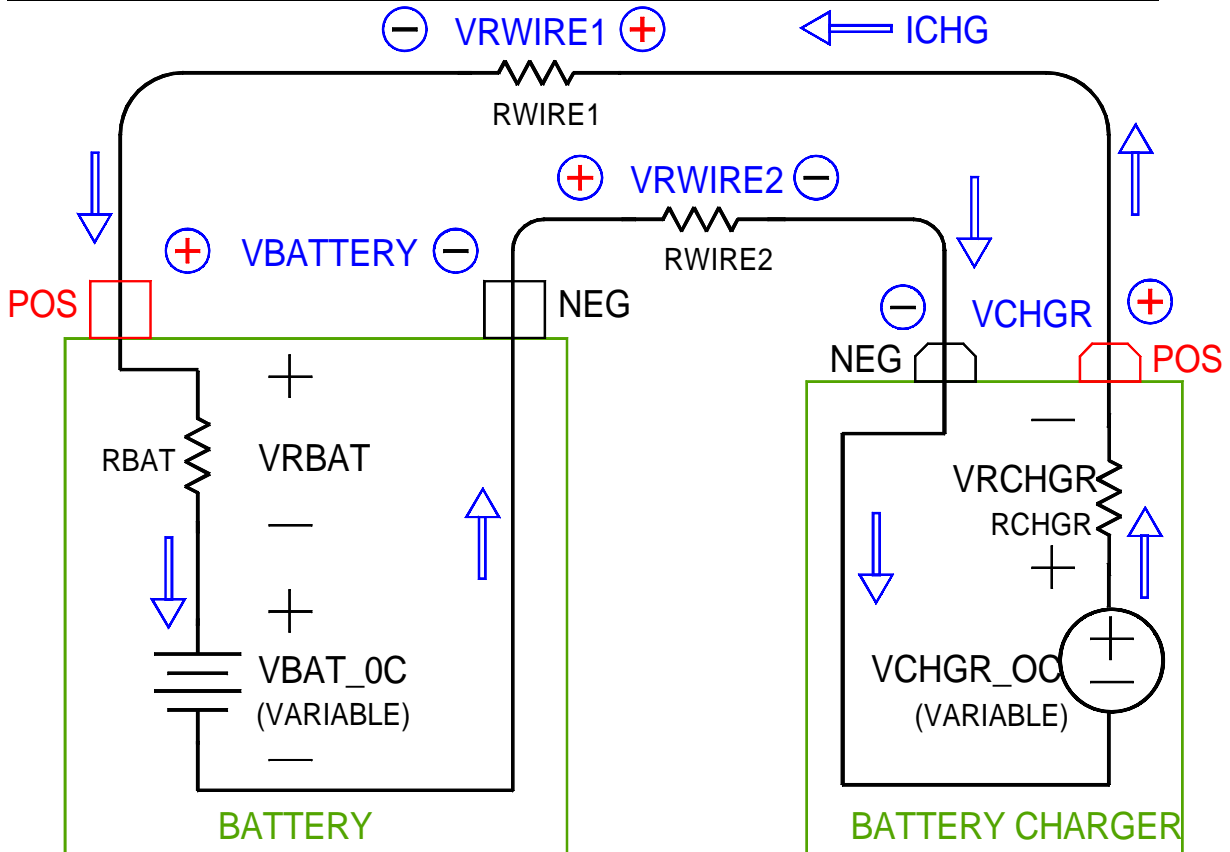 − VRWIRE1 + ICHG
RWIRE1
+ VRWIRE2 −
RWIRE2
+ VBATTERY −
POS
NEG
− VCHGR +
NEG
POS
+
RBAT
VRBAT
−
+
VBAT_0C
(VARIABLE)
−
BATTERY
−
VRCHGR
RCHGR
+
+
VCHGR_OC
−
(VARIABLE)
BATTERY CHARGER